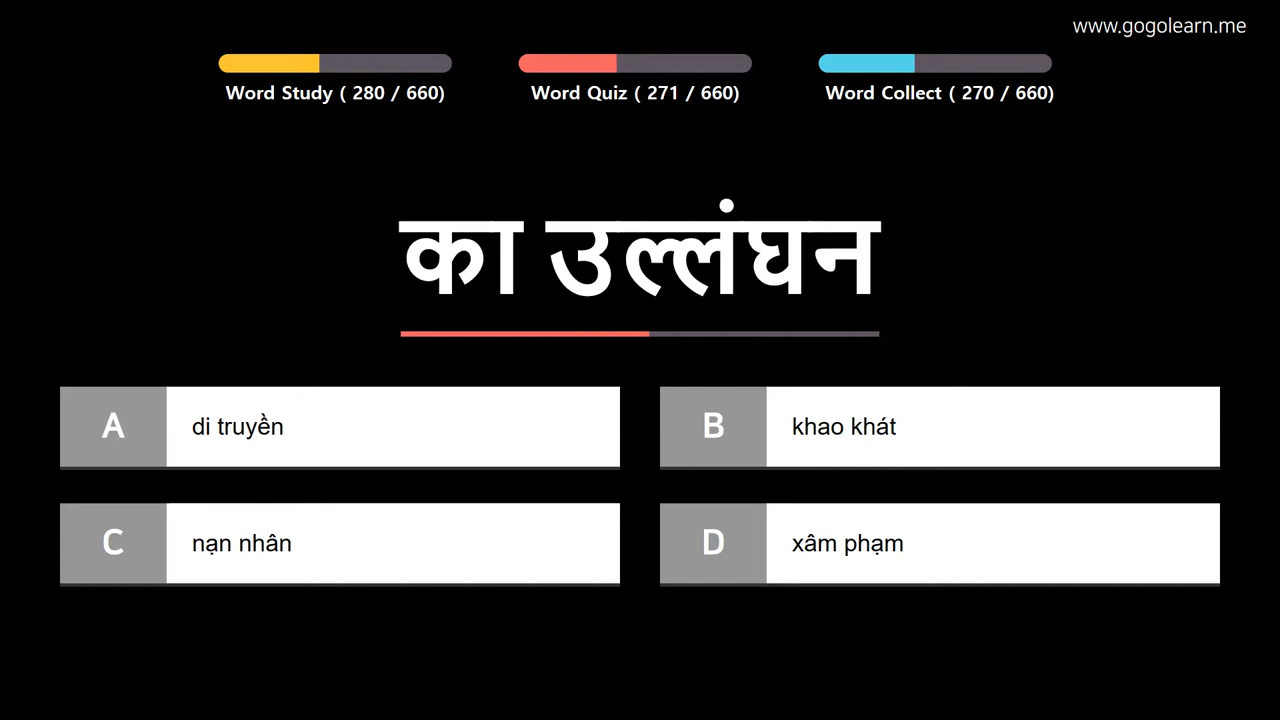 www.gogolearn.me
Word Study ( 280 / 660)
Word Quiz ( 271 / 660)
Word Collect ( 270 / 660)
का उल्लंघन
A
di truyền
B
khao khát
C
nạn nhân
D
xâm phạm